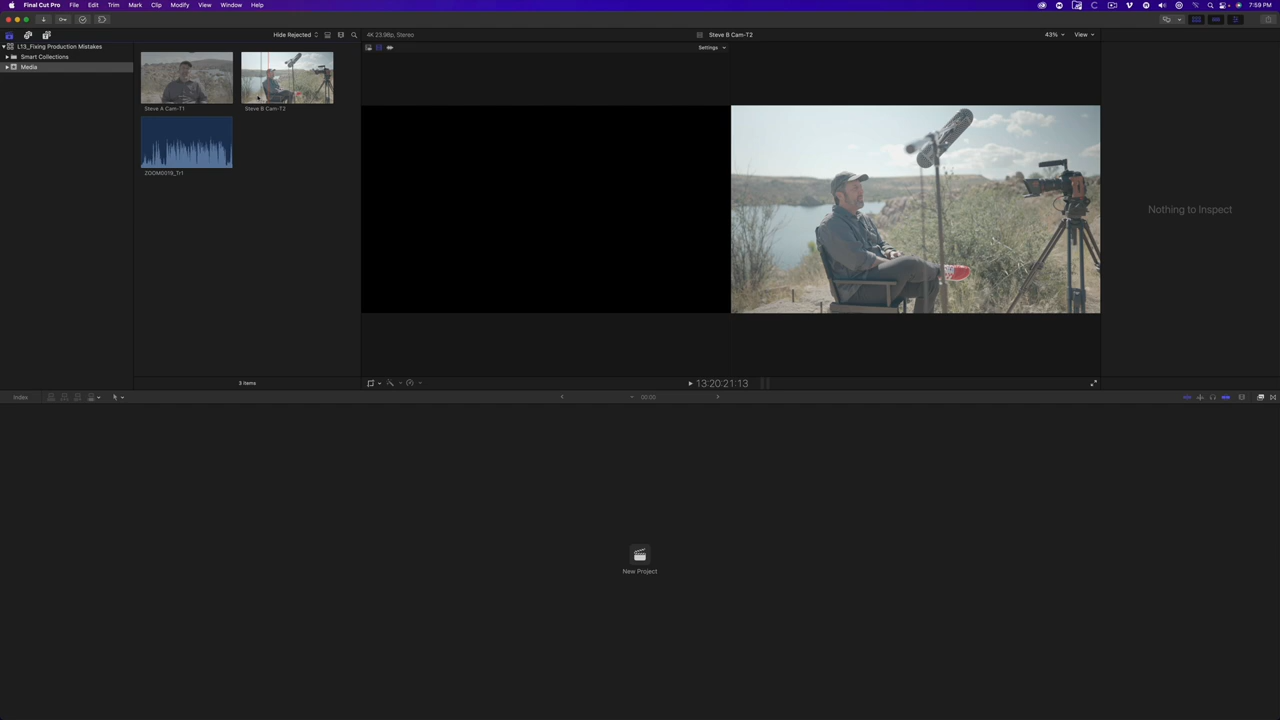 Final Cut Pro File Edit Trim Mark Clip Modify View Window Help 7:59 PM
L13_Fixing Production Mistakes
Smart Collections
Media
Hide Rejected
Steve A Cam-T1
Steve B Cam-T2
ZOOM0019_Tr1
3 items
4K 23.98p, Stereo
Steve B Cam-T2
43% View
Settings
13:20:21:13
Nothing to Inspect
Index
00:00
New Project